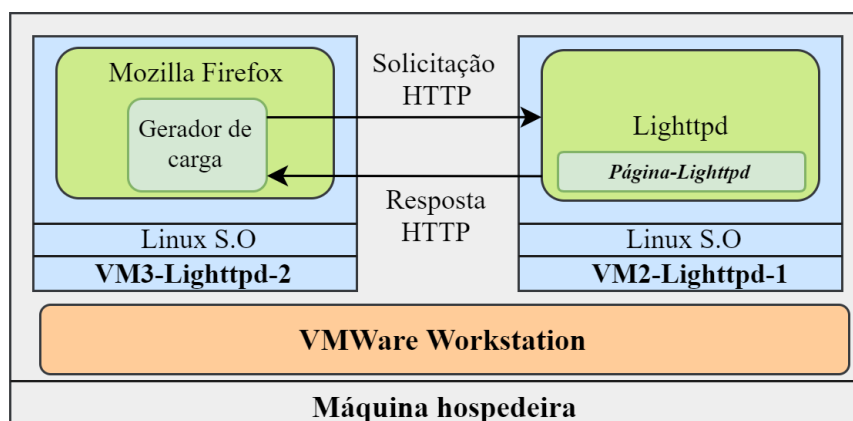 Mozilla Firefox
Gerador de
carga
Solicitação
HTTP
Resposta
HTTP
Lighttpd
Página-Lighttpd
Linux S.O
VM3-Lighttpd-2
Linux S.O
VM2-Lighttpd-1
VMWare Workstation
Máquina hospedeira